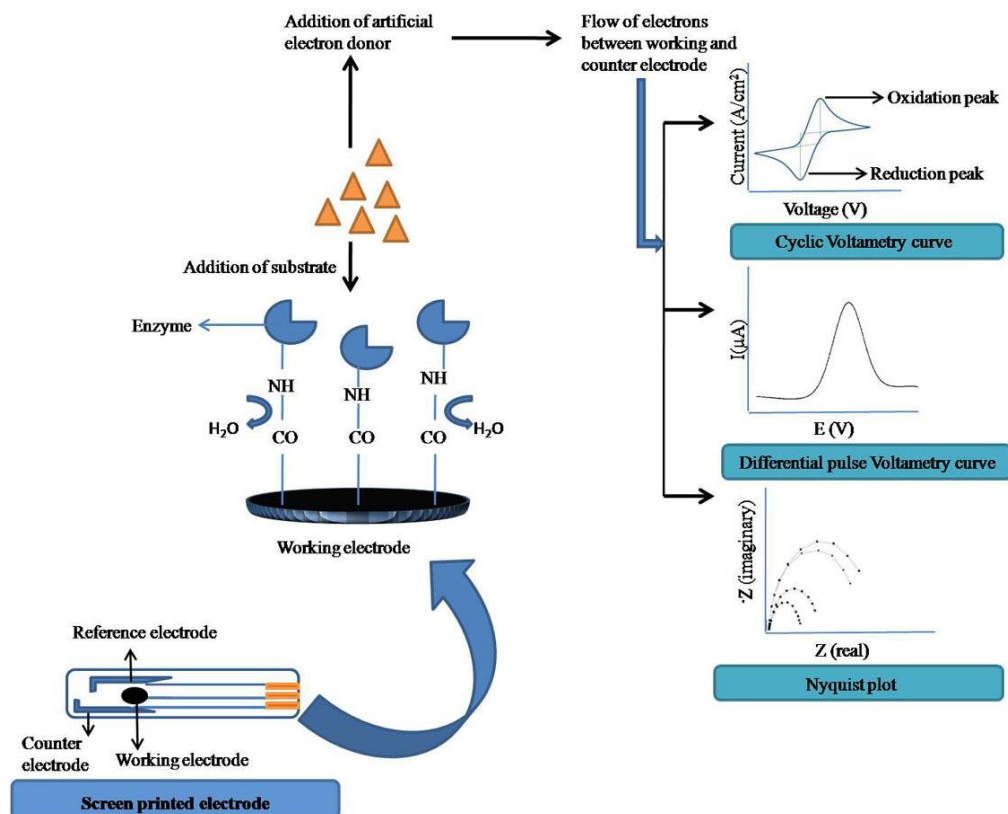 Addition of artificial
electron donor
Flow of electrons
between working and
counter electrode
Current (A/cm²)
Oxidation peak
Reduction peak
Voltage (V)
Cyclic Voltametry curve
Addition of substrate
Enzyme
NH
NH
NH
H₂O
CO
CO
CO
H₂O
Working electrode
I(µA)
E (V)
Differential pulse Voltametry curve
-Z (imaginary)
Z (real)
Nyquist plot
Reference electrode
Counter
electrode
Working electrode
Screen printed electrode